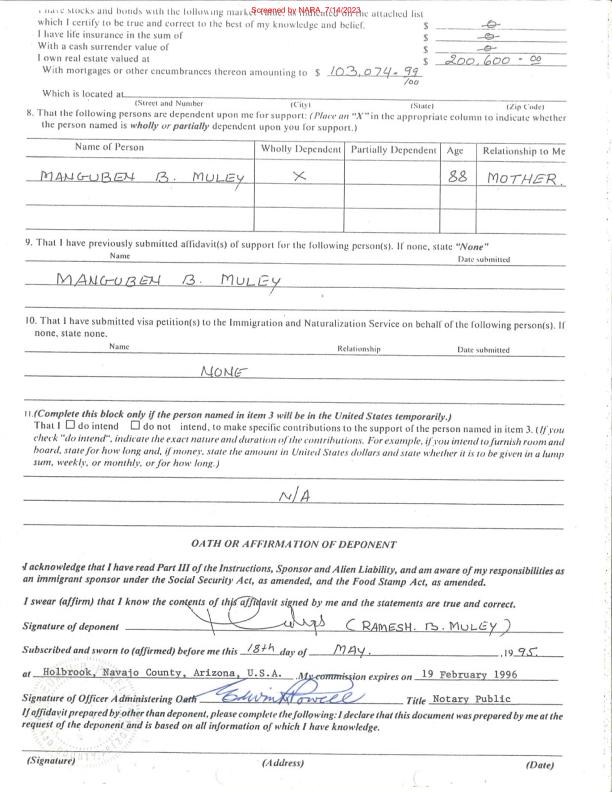 I have stocks and bonds with the following market value, as indicated on the attached list
Screened by NARA, 7/14/2023
which I certify to be true and correct to the best of my knowledge and belief. $ -0-
I have life insurance in the sum of $ -0-
With a cash surrender value of $ -0-
I own real estate valued at $ 200,600.00
With mortgages or other encumbrances thereon amounting to $ 103,074.99/100
Which is located at
(Street and Number) (City) (State) (Zip Code)
8. That the following persons are dependent upon me for support: (Place an "X" in the appropriate column to indicate whether
the person named is wholly or partially dependent upon you for support.)
Name of Person Wholly Dependent Partially Dependent Age Relationship to Me
MANGUBEN B. MULEY X 88 MOTHER.
9. That I have previously submitted affidavit(s) of support for the following person(s). If none, state "None"
Name Date submitted
MANGUBEN B. MULEY
10. That I have submitted visa petition(s) to the Immigration and Naturalization Service on behalf of the following person(s). If
none, state none.
Name Relationship Date submitted
NONE
11.(Complete this block only if the person named in item 3 will be in the United States temporarily.)
That I ☐ do intend ☐ do not intend, to make specific contributions to the support of the person named in item 3. (If you
check "do intend", indicate the exact nature and duration of the contributions. For example, if you intend to furnish room and
board, state for how long and, if money, state the amount in United States dollars and state whether it is to be given in a lump
sum, weekly, or monthly, or for how long.)
N/A
OATH OR AFFIRMATION OF DEPONENT
I acknowledge that I have read Part III of the Instructions, Sponsor and Alien Liability, and am aware of my responsibilities as
an immigrant sponsor under the Social Security Act, as amended, and the Food Stamp Act, as amended.
I swear (affirm) that I know the contents of this affidavit signed by me and the statements are true and correct.
Signature of deponent (RAMESH. B. MULEY)
Subscribed and sworn to (affirmed) before me this 18th day of MAY. ,19 95.
at Holbrook, Navajo County, Arizona, U.S.A. .My commission expires on 19 February 1996
Signature of Officer Administering Oath Edwin Powell Title Notary Public
If affidavit prepared by other than deponent, please complete the following: I declare that this document was prepared by me at the
request of the deponent and is based on all information of which I have knowledge.
(Signature) (Address) (Date)